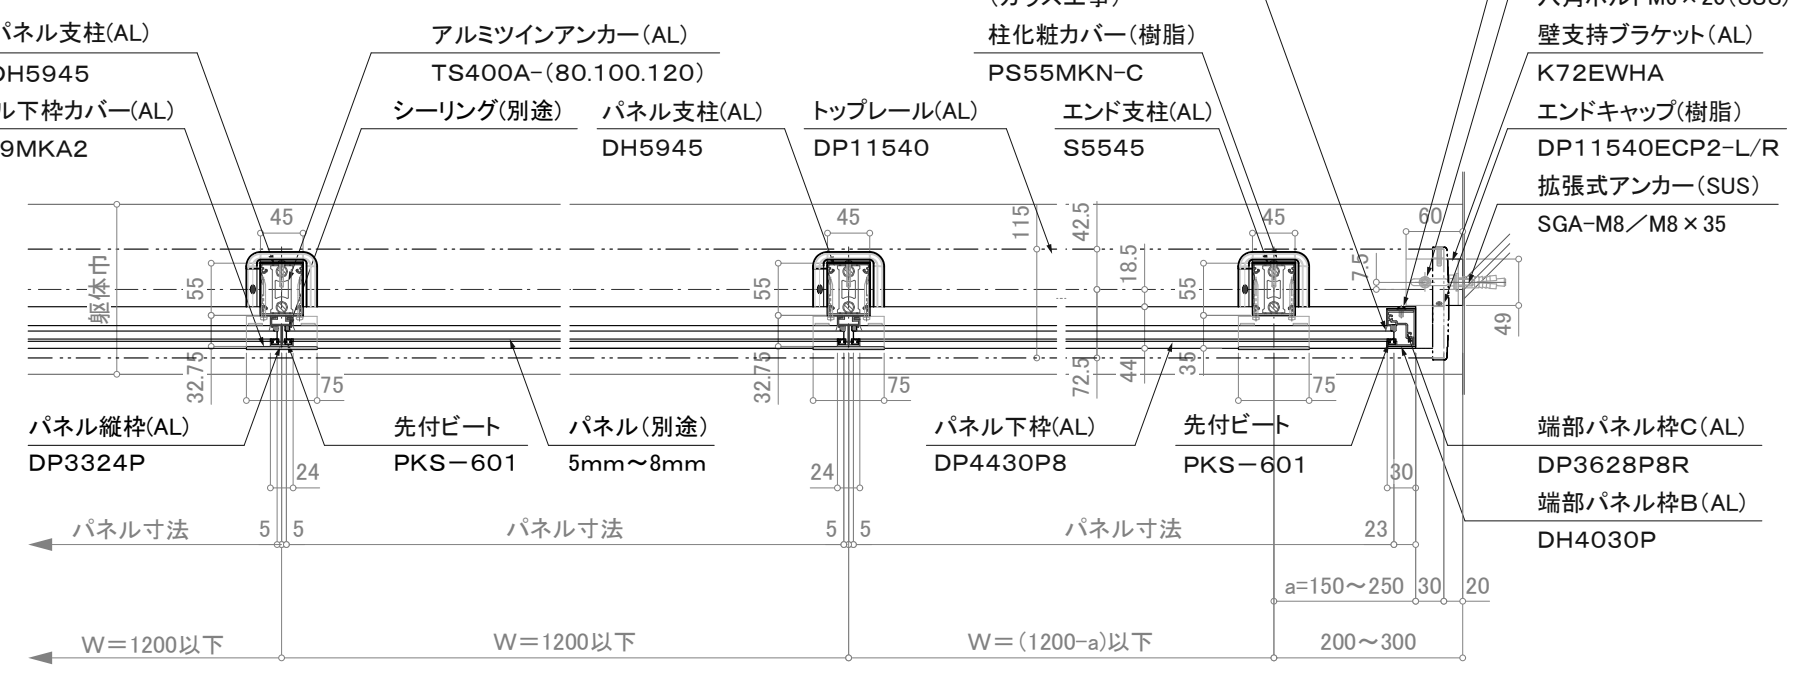 パネル支柱(AL)
DH5945
ル下枠カバー(AL)
9MKA2
アルミツインアンカー(AL)
TS400A-(80.100.120)
シーリング(別途)
パネル支柱(AL)
DH5945
トップレール(AL)
DP11540
柱化粧カバー(樹脂)
PS55MKN-C
エンド支柱(AL)
S5545
壁支持ブラケット(AL)
K72EWHA
エンドキャップ(樹脂)
DP11540ECP2-L/R
拡張式アンカー(SUS)
SGA-M8／M8×35
45
45
115
42.5
45
60
躯体巾
55
55
18.5
55
7.5
49
32.75
75
32.75
75
72.5
44
35
75
パネル縦枠(AL)
DP3324P
先付ビート
PKS－601
パネル(別途)
5mm～8mm
パネル下枠(AL)
DP4430P8
先付ビート
PKS－601
端部パネル枠C(AL)
DP3628P8R
端部パネル枠B(AL)
DH4030P
24
24
30
パネル寸法
5
5
パネル寸法
5
5
パネル寸法
23
a=150～250
30
20
W＝1200以下
W＝1200以下
W＝(1200-a)以下
200～300